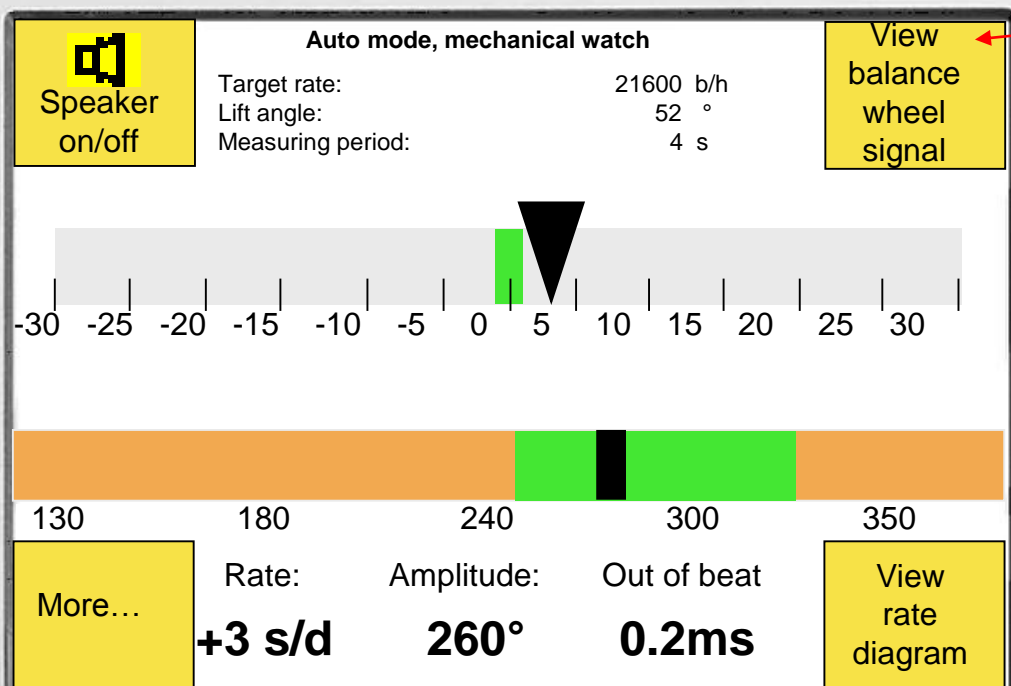 Auto mode, mechanical watch
Speaker
on/off
Target rate: 21600 b/h
Lift angle: 52 °
Measuring period: 4 s
View
balance
wheel
signal
-30 -25 -20 -15 -10 -5 0 5 10 15 20 25 30
130 180 240 300 350
More…
Rate: Amplitude: Out of beat
+3 s/d 260° 0.2ms
View
rate
diagram